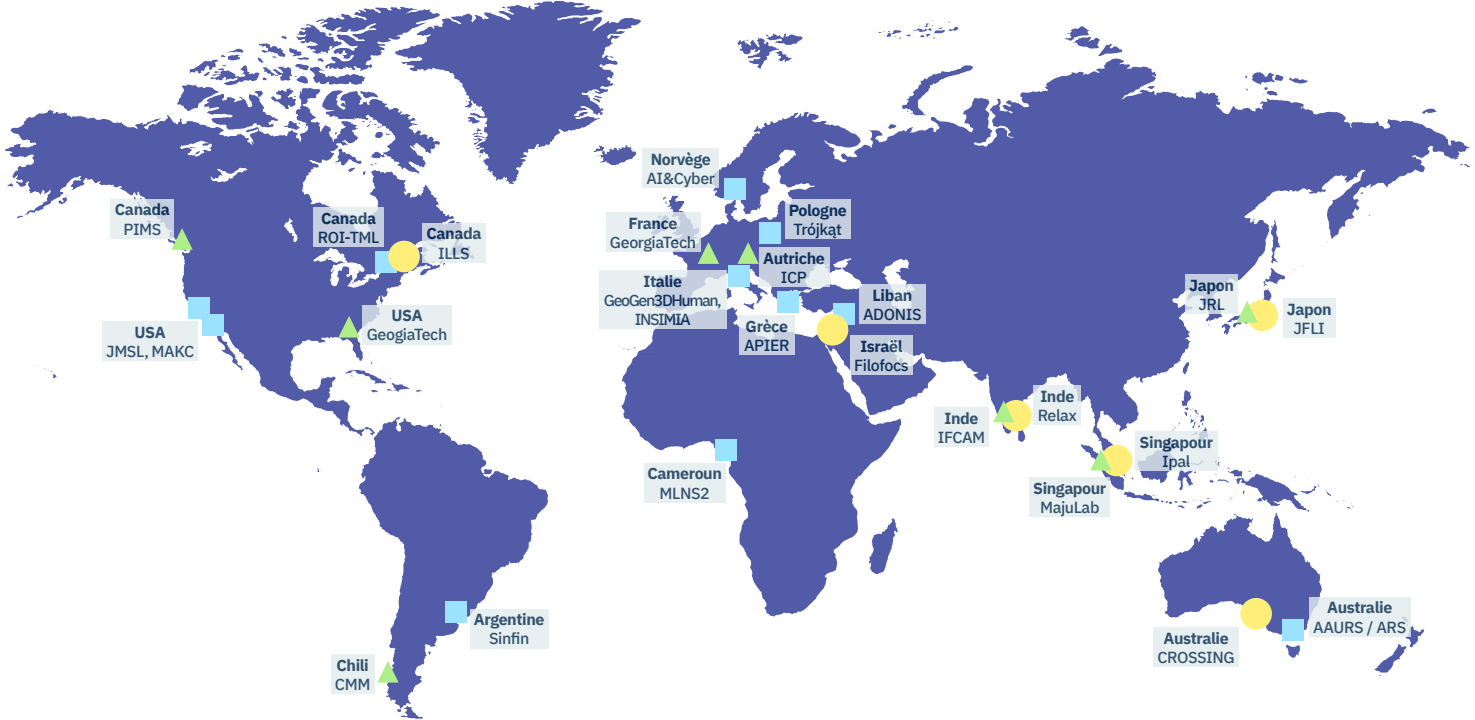 Norvège
AI&Cyber
Canada
PIMS
Canada
ROI-TML
Canada
ILLS
France
GeorgiaTech
Pologne
Trójkąt
Autriche
ICP
Italie
GeoGen3DHuman,
INSIMIA
Liban
ADONIS
Grèce
APIER
Israël
Filofocs
USA
JMSL, MAKC
USA
GeogiaTech
Japon
JRL
Japon
JFLI
Inde
Relax
Inde
IFCAM
Singapour
Ipal
Singapour
MajuLab
Cameroun
MLNS2
Argentine
Sinfin
Chili
CMM
Australie
AAURS / ARS
Australie
CROSSING